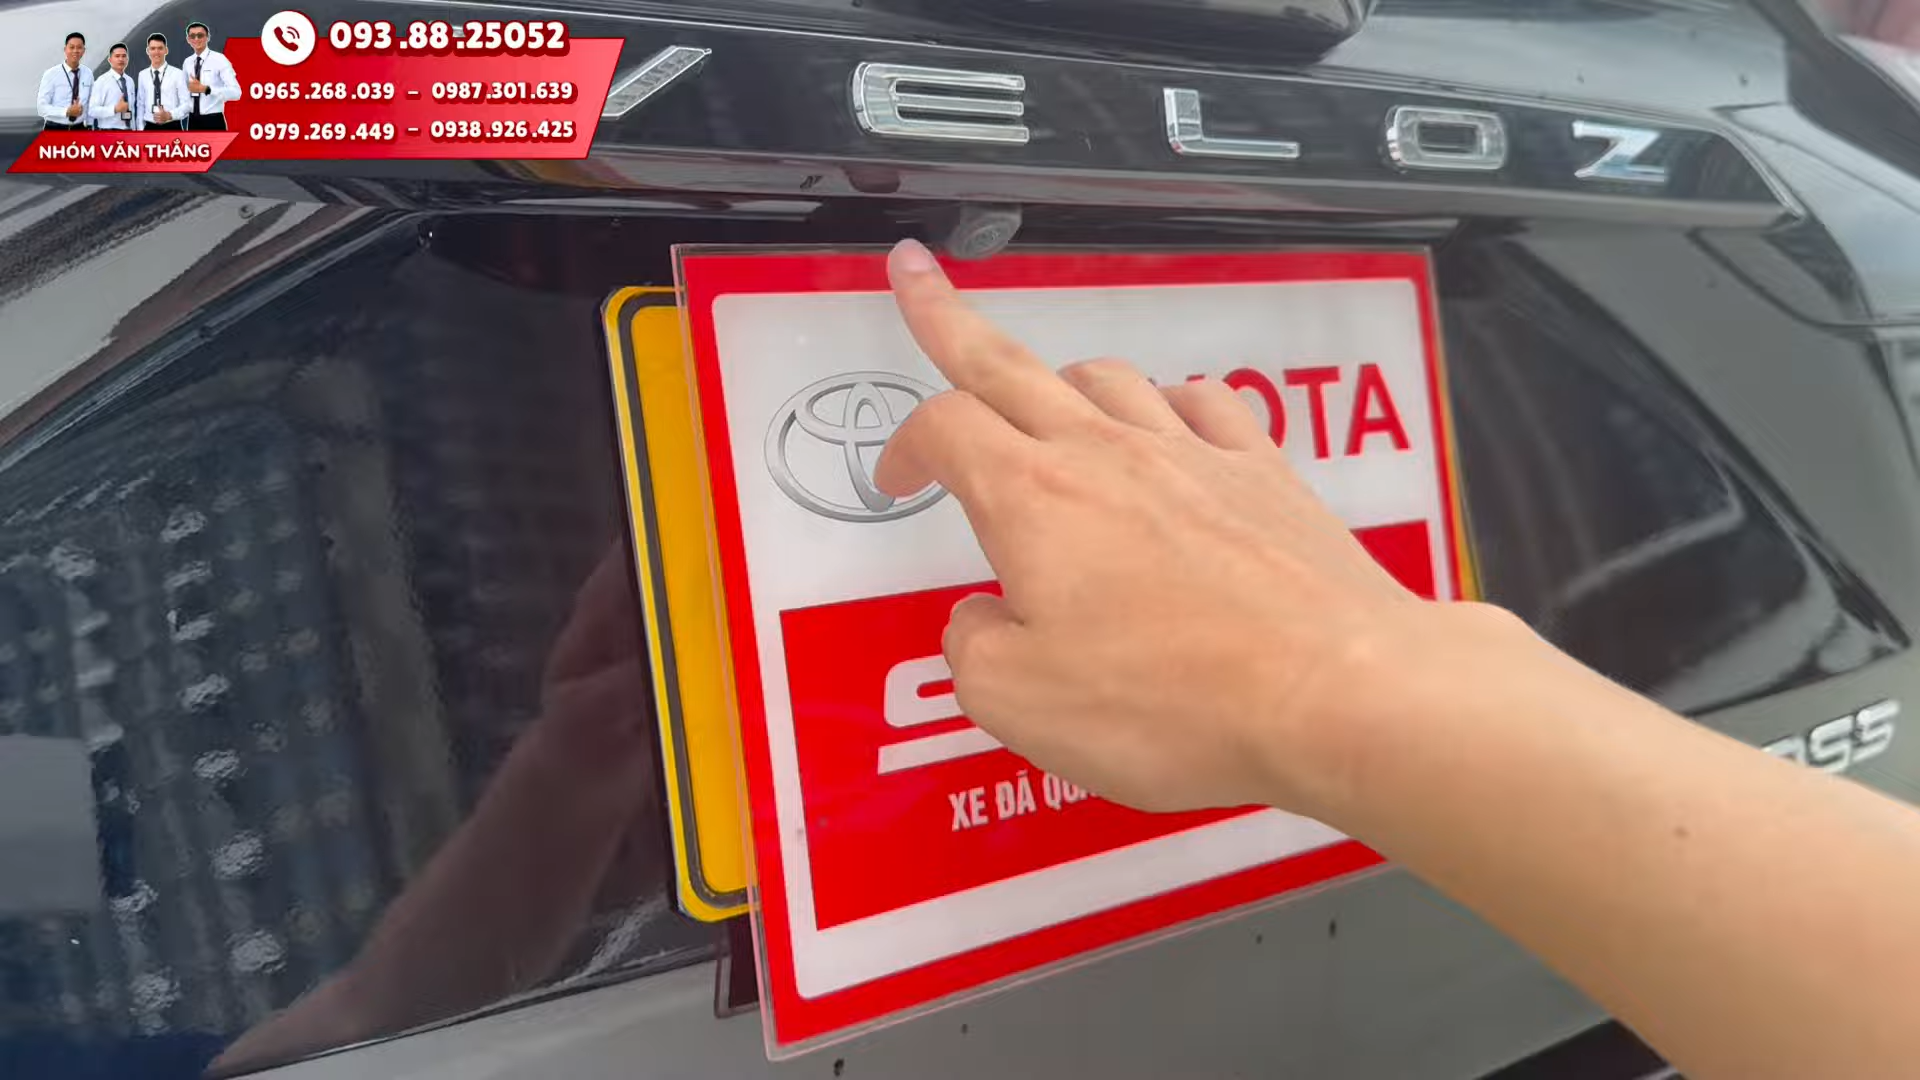 093.88.25052
0965.268.039 - 0987.301.639
0979.269.449 - 0938.926.425
NHÓM VĂN THẮNG
VELOZ
XE ĐÃ